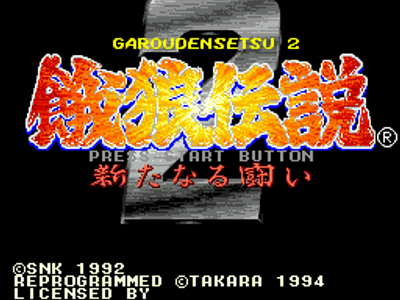 GAROUDENSETSU 2
餓狼伝説®
PRESS START BUTTON
新たなる闘い
©SNK 1992
REPROGRAMMED ©TAKARA 1994
LICENSED BY